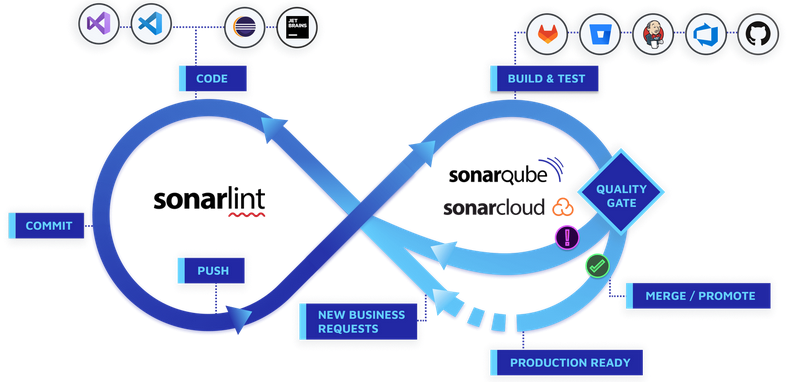 JET
BRAINS
CODE
BUILD & TEST
sonarlint
sonarqube
sonarcloud
QUALITY
GATE
COMMIT
!
PUSH
MERGE / PROMOTE
NEW BUSINESS
REQUESTS
PRODUCTION READY